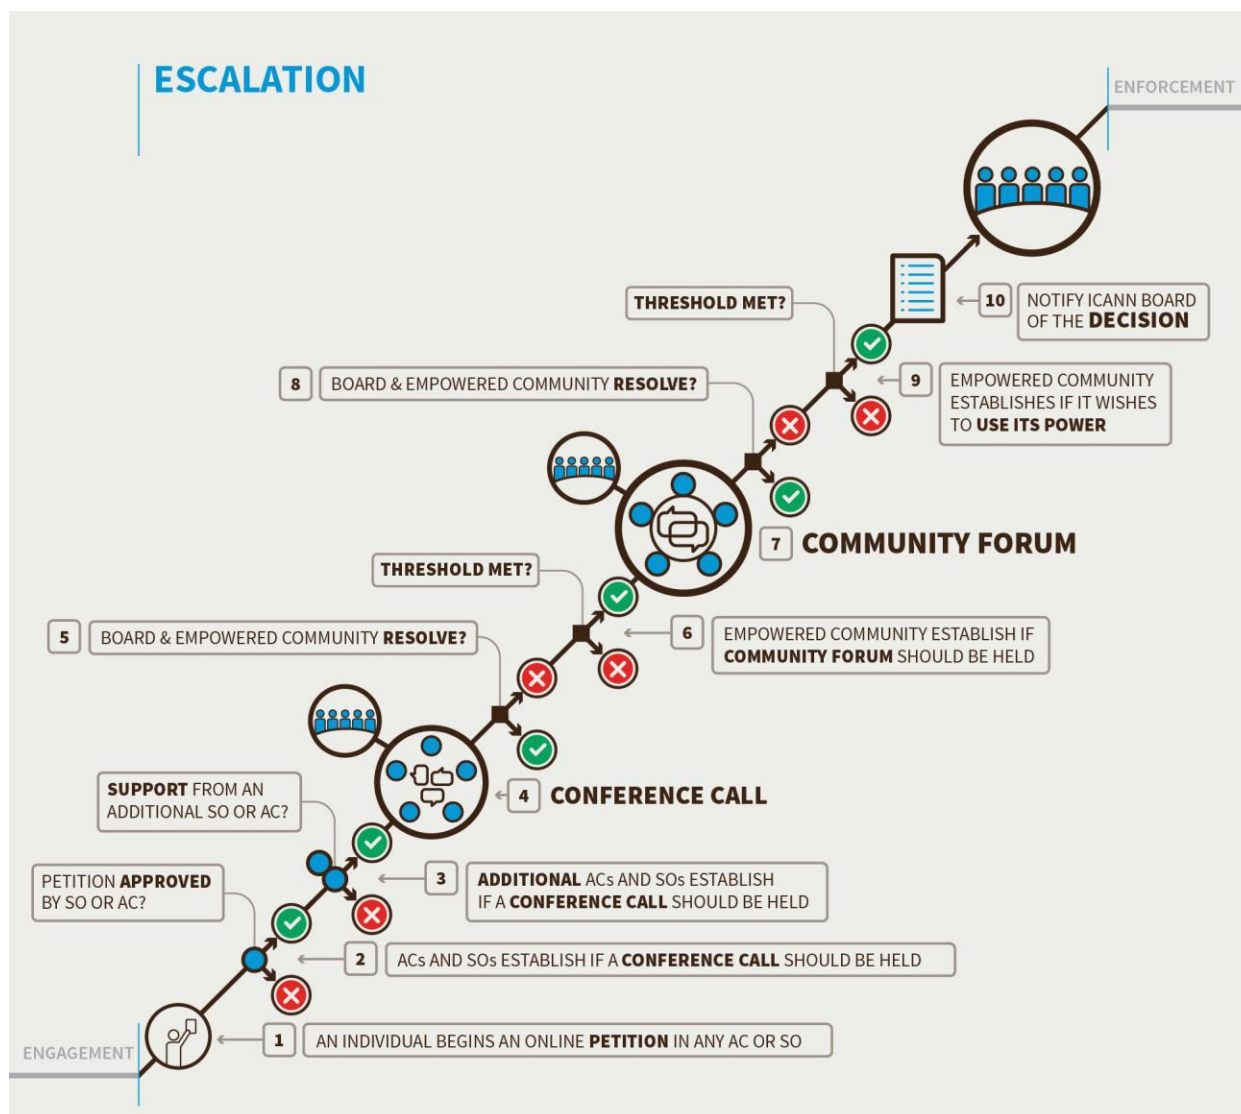 ESCALATION
ENFORCEMENT
10
NOTIFY ICANN BOARD
OF THE DECISION
THRESHOLD MET?
9
EMPOWERED COMMUNITY
ESTABLISHES IF IT WISHES
TO USE ITS POWER
8
BOARD & EMPOWERED COMMUNITY RESOLVE?
7
COMMUNITY FORUM
THRESHOLD MET?
6
EMPOWERED COMMUNITY ESTABLISH IF
COMMUNITY FORUM SHOULD BE HELD
5
BOARD & EMPOWERED COMMUNITY RESOLVE?
4
CONFERENCE CALL
SUPPORT FROM AN
ADDITIONAL SO OR AC?
3
ADDITIONAL ACs AND SOs ESTABLISH
IF A CONFERENCE CALL SHOULD BE HELD
PETITION APPROVED
BY SO OR AC?
2
ACs AND SOs ESTABLISH IF A CONFERENCE CALL SHOULD BE HELD
1
AN INDIVIDUAL BEGINS AN ONLINE PETITION IN ANY AC OR SO
ENGAGEMENT